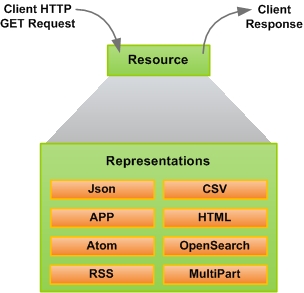 Client HTTP
GET Request
Client
Response
Resource
Representations
Json
CSV
APP
HTML
Atom
OpenSearch
RSS
MultiPart